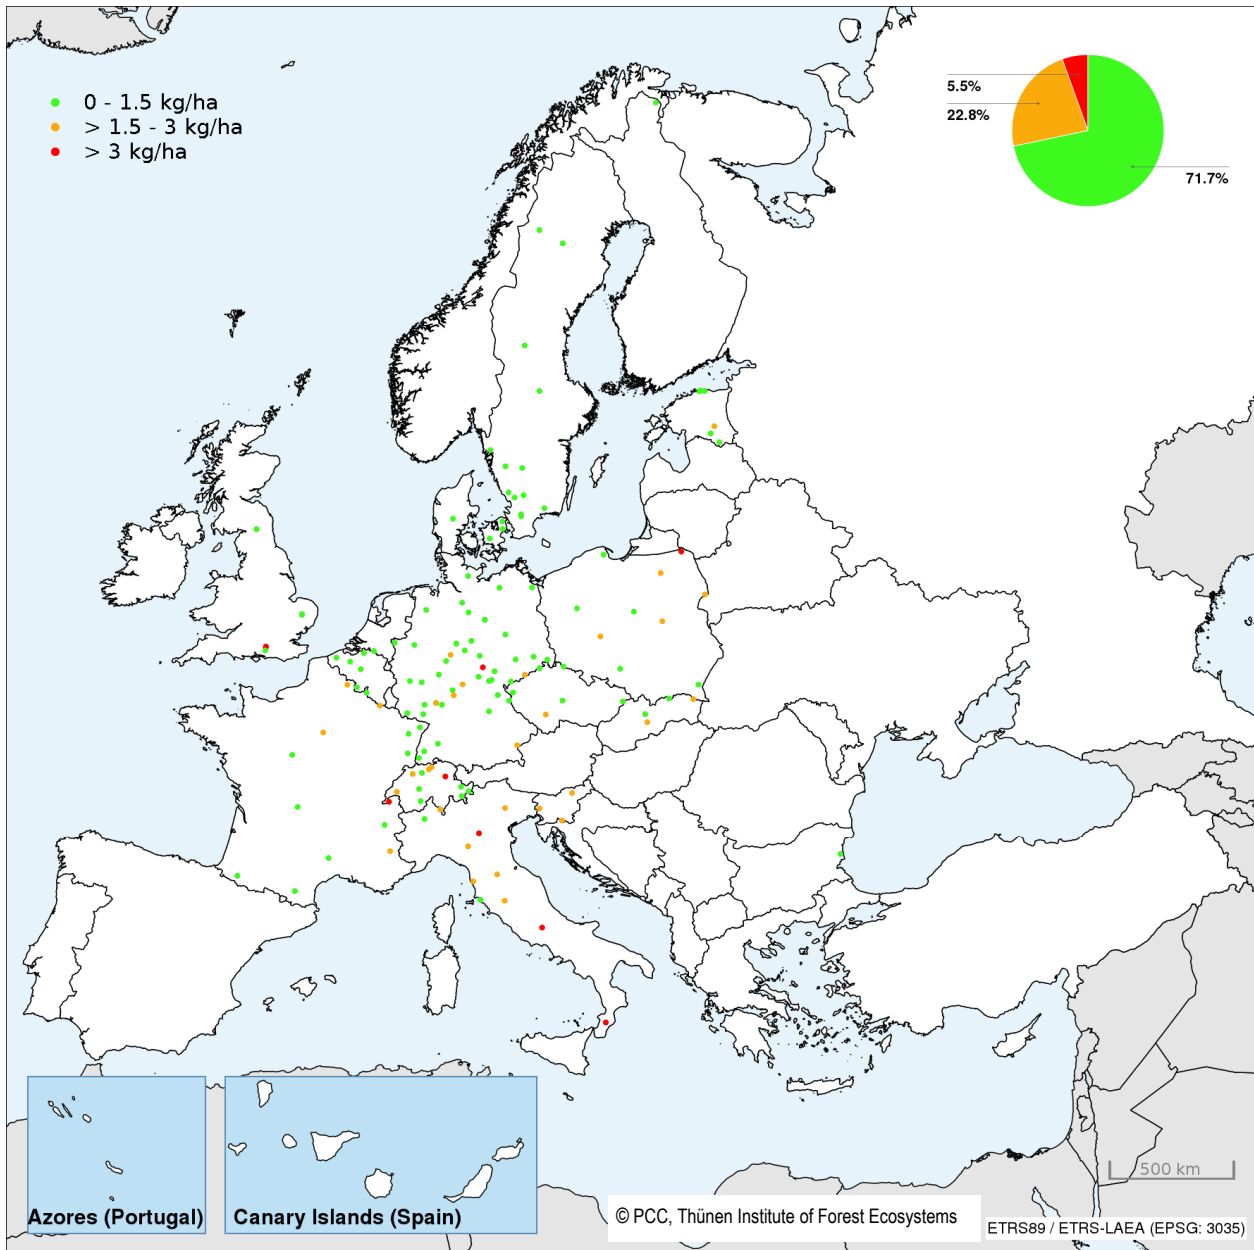 0 - 1.5 kg/ha
> 1.5 - 3 kg/ha
> 3 kg/ha
5.5%
22.8%
71.7%
500 km
Azores (Portugal)
Canary Islands (Spain)
© PCC, Thünen Institute of Forest Ecosystems
ETRS89 / ETRS-LAEA (EPSG: 3035)